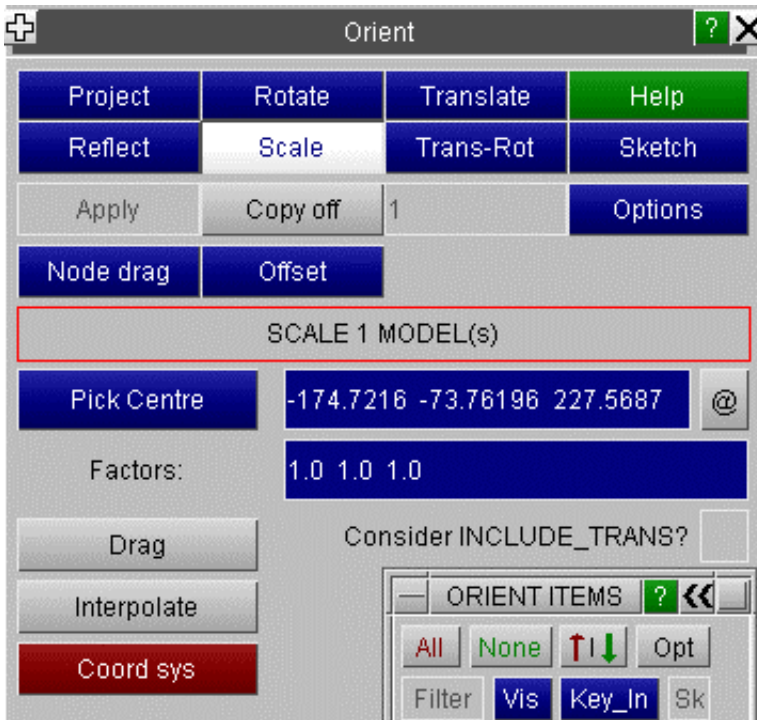 Orient ?
Project Rotate Translate Help
Reflect Scale Trans-Rot Sketch
Apply Copy off 1 Options
Node drag Offset
SCALE 1 MODEL(s)
Pick Centre -174.7216 -73.76196 227.5687 @
Factors: 1.0 1.0 1.0
Drag Consider INCLUDE_TRANS?
Interpolate ORIENT ITEMS ?
Coord sys All None Opt
Filter Vis Key_In Sk